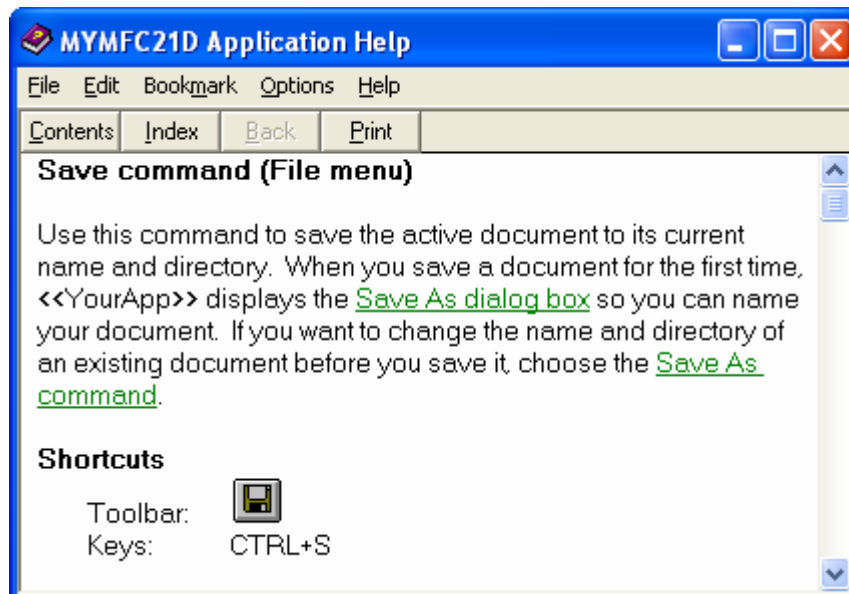 MYMFC21D Application Help
File Edit Bookmark Options Help
Contents Index Back Print
Save command (File menu)
Use this command to save the active document to its current
name and directory. When you save a document for the first time,
<<YourApp>> displays the Save As dialog box so you can name
your document. If you want to change the name and directory of
an existing document before you save it, choose the Save As
command.
Shortcuts
Toolbar:
Keys: CTRL+S